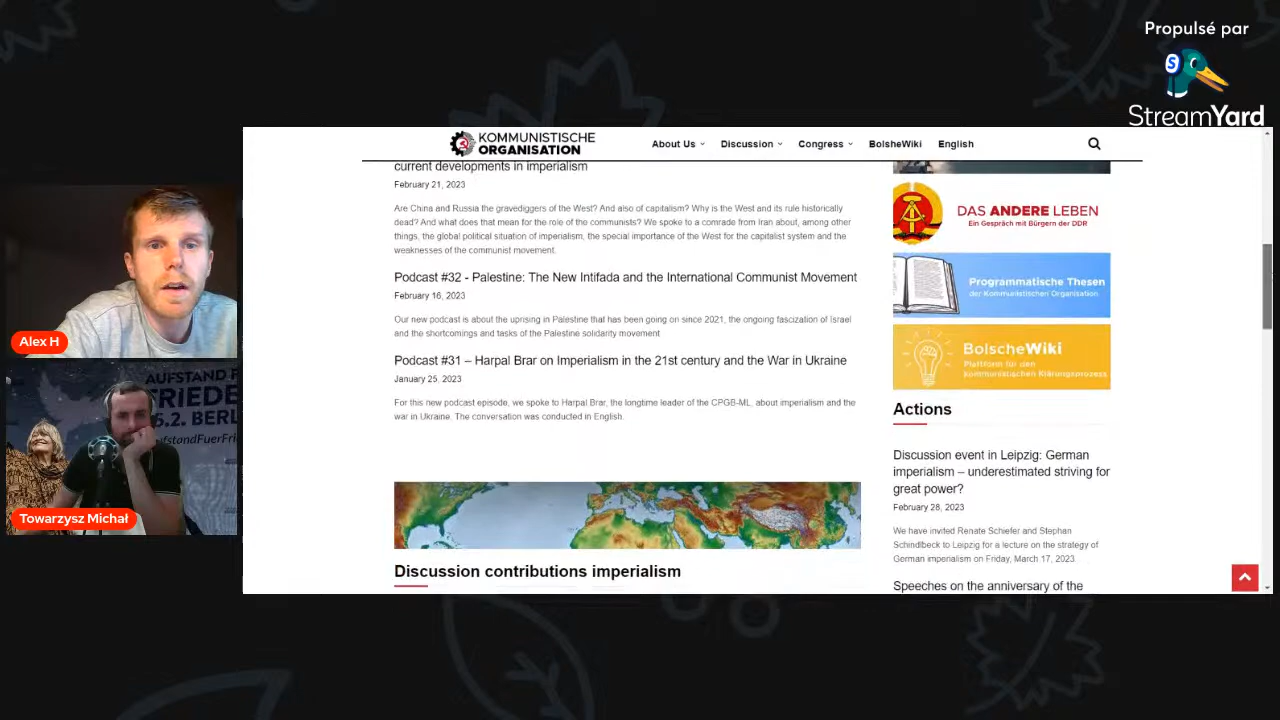 Propulsé par
S
StreamYard
KOMMUNISTISCHE
ORGANISATION
About Us
Discussion
Congress
BolsheWiki
English
current developments in imperialism
February 21, 2023
Are China and Russia the gravediggers of the West? And also of capitalism? Why is the West and its rule historically
dead? And what does that mean for the role of the communists? We spoke to a comrade from Iran about, among other
things, the global political situation of imperialism, the special importance of the West for the capitalist system and the
weaknesses of the communist movement.
Podcast #32 - Palestine: The New Intifada and the International Communist Movement
February 16, 2023
Our new podcast is about the uprising in Palestine that has been going on since 2021, the ongoing fascization of Israel
and the shortcomings and tasks of the Palestine solidarity movement
Podcast #31 – Harpal Brar on Imperialism in the 21st century and the War in Ukraine
January 25, 2023
For this new podcast episode, we spoke to Harpal Brar, the longtime leader of the CPGB-ML, about imperialism and the
war in Ukraine. The conversation was conducted in English.
Discussion contributions imperialism
DAS ANDERE LEBEN
Ein Gespräch mit Bürgern der DDR
Programmatische Thesen
der Kommunistischen Organisation
BolscheWiki
Plattform für den
kommunistischen Klärungsprozess
Actions
Discussion event in Leipzig: German
imperialism – underestimated striving for
great power?
February 28, 2023
We have invited Renate Schiefer and Stephan
Schindlbeck to Leipzig for a lecture on the strategy of
German imperialism on Friday, March 17, 2023
Speeches on the anniversary of the
Alex H
AUFSTAND F
FRIEDE
5.2. BERL
ufstandFuerFri
Towarzysz Michał